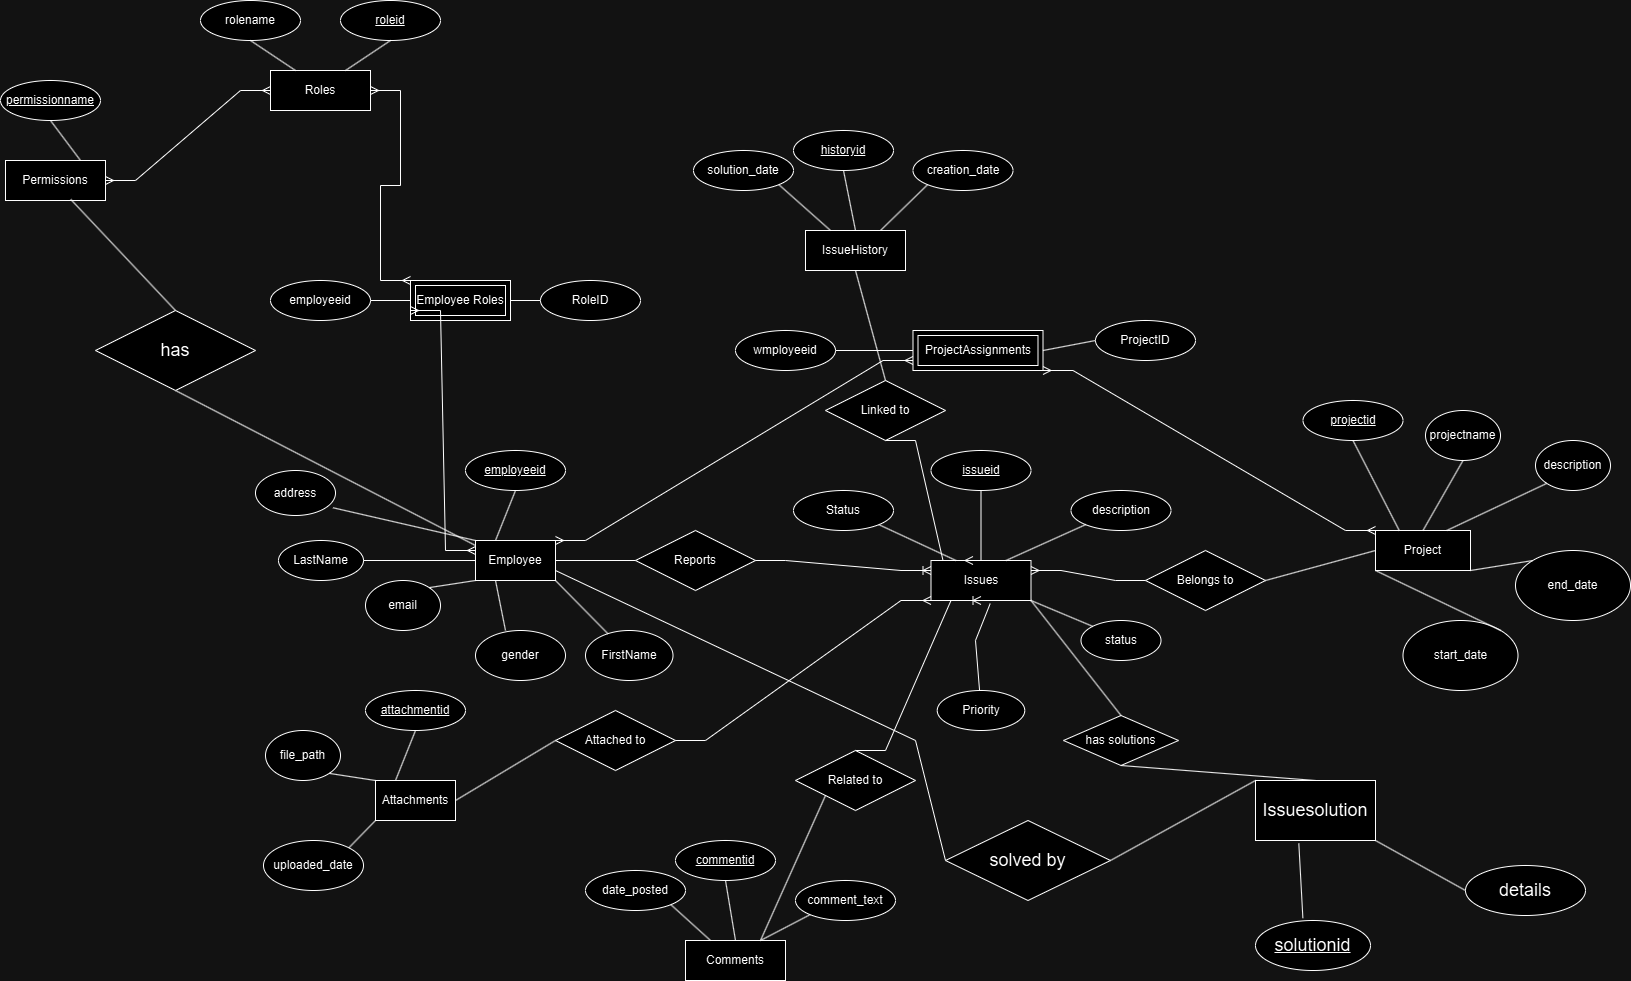 rolename
roleid
Roles
permissionname
Permissions
historyid
solution_date
creation_date
IssueHistory
employeeid
Employee Roles
RoleID
has
wmployeeid
ProjectAssignments
ProjectID
Linked to
projectid
projectname
description
employeeid
issueid
address
Status
description
LastName
Employee
Reports
Issues
Belongs to
Project
end_date
email
gender
FirstName
status
start_date
attachmentid
Priority
file_path
Attached to
has solutions
Related to
Attachments
Issuesolution
uploaded_date
commentid
solved by
date_posted
comment_text
details
solutionid
Comments